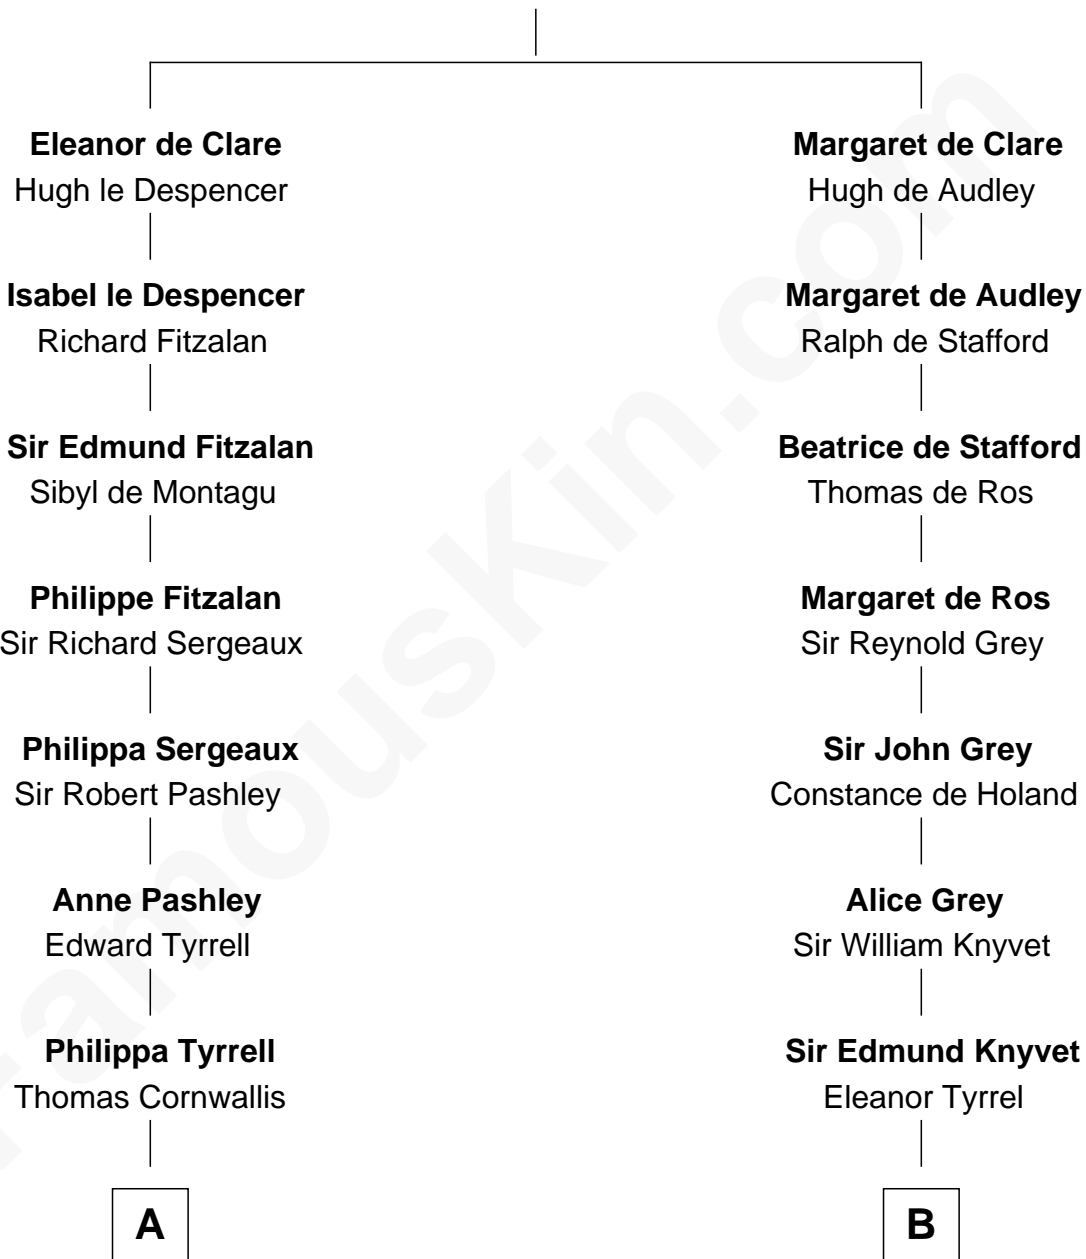 Eleanor de Clare
Hugh le Despencer
Isabel le Despencer
Richard Fitzalan
Sir Edmund Fitzalan
Sibyl de Montagu
Philippe Fitzalan
Sir Richard Sergeaux
Philippa Sergeaux
Sir Robert Pashley
Anne Pashley
Edward Tyrrell
Philippa Tyrrell
Thomas Cornwallis
A
Margaret de Clare
Hugh de Audley
Margaret de Audley
Ralph de Stafford
Beatrice de Stafford
Thomas de Ros
Margaret de Ros
Sir Reynold Grey
Sir John Grey
Constance de Holand
Alice Grey
Sir William Knyvet
Sir Edmund Knyvet
Eleanor Tyrrel
B
FamousKin.com